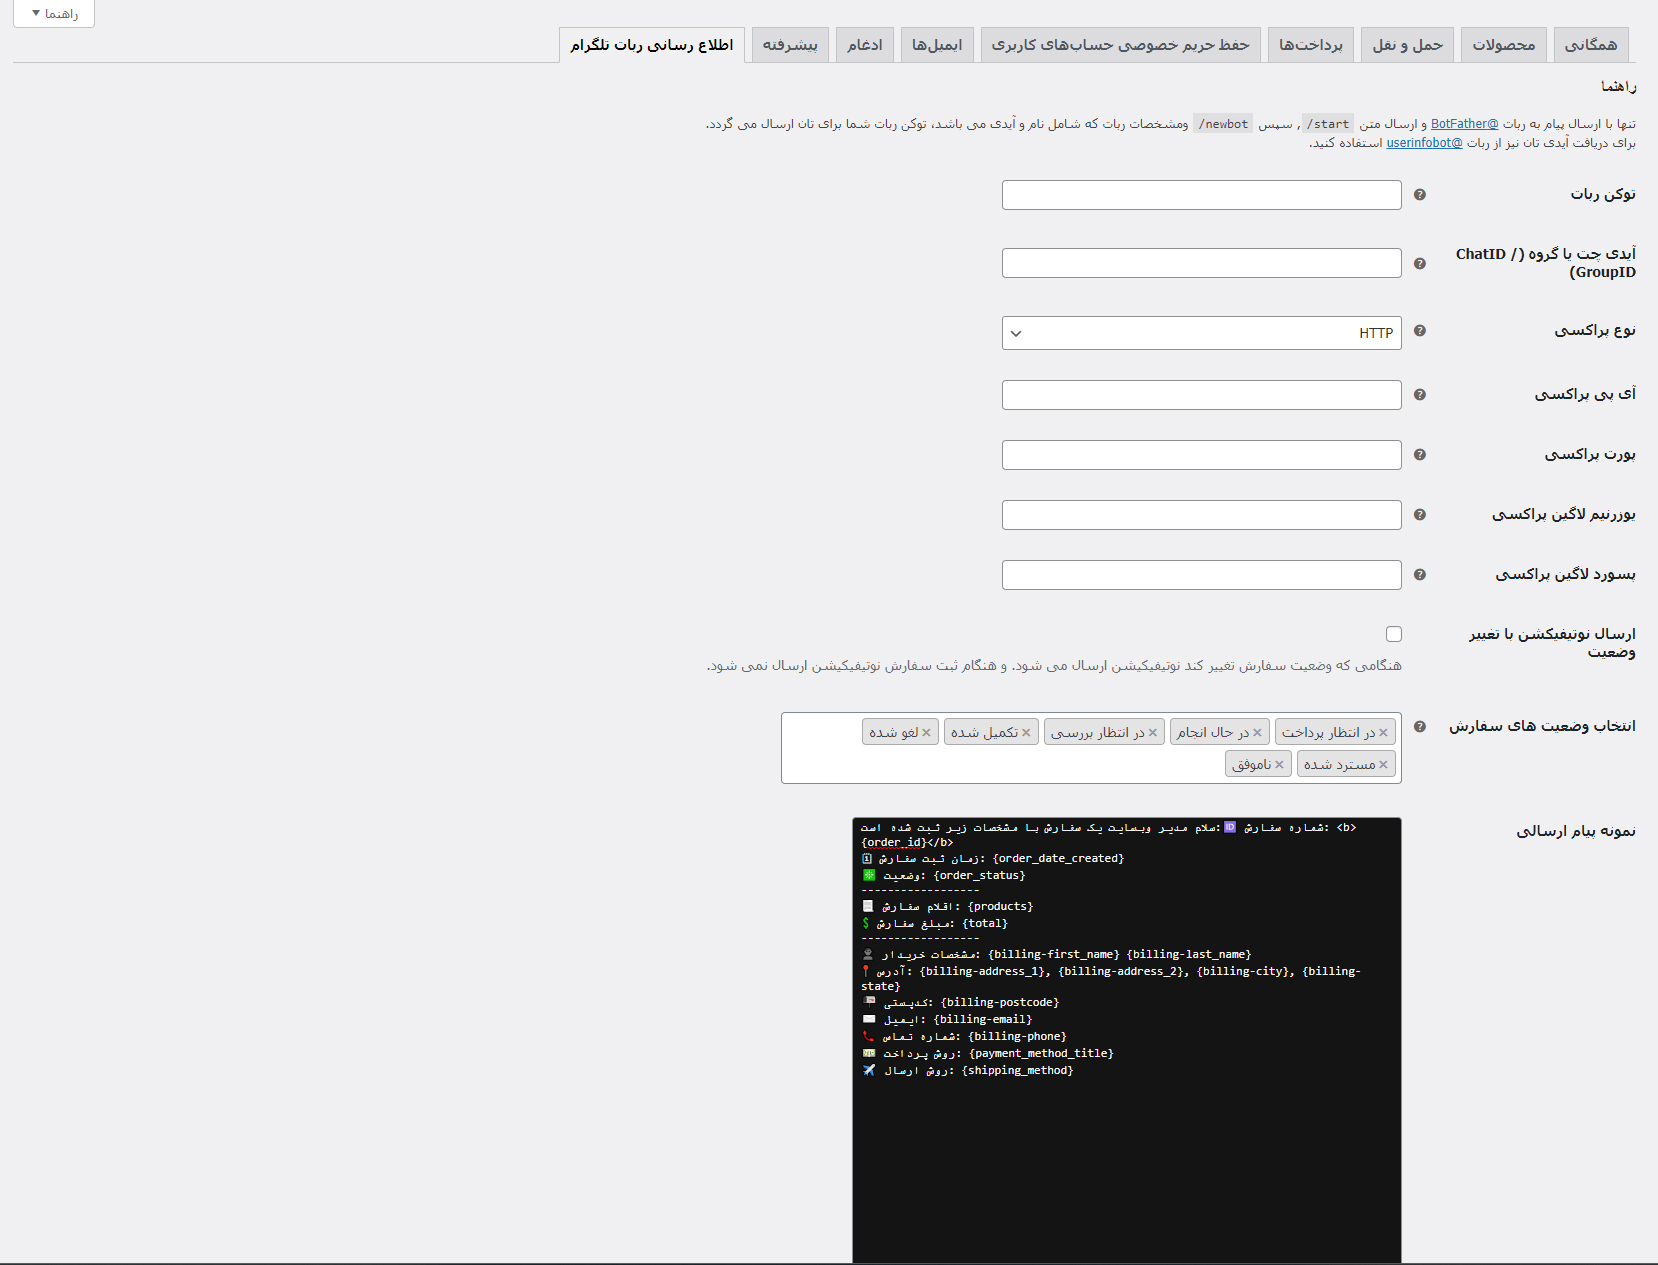 راهنما
همگانی محصولات حمل و نقل پرداخت‌ها حفظ حریم خصوصی حساب‌های کاربری ایمیل‌ها ادغام پیشرفته اطلاع رسانی ربات تلگرام
راهنما
تنها با ارسال پیام به ربات @BotFather و ارسال متن /start , سپس /newbot ومشخصات ربات که شامل نام و آیدی می باشد، توکن ربات شما برای تان ارسال می گردد.
برای دریافت آیدی تان نیز از ربات @userinfobot استفاده کنید.
توکن ربات
آیدی چت یا گروه (ChatID /
GroupID)
نوع پراکسی
HTTP
آی پی پراکسی
پورت پراکسی
یوزرنیم لاگین پراکسی
پسورد لاگین پراکسی
ارسال نوتیفیکشن با تغییر
وضعیت
هنگامی که وضعیت سفارش تغییر کند نوتیفیکیشن ارسال می شود. و هنگام ثبت سفارش نوتیفیکیشن ارسال نمی شود.
انتخاب وضعیت های سفارش
× در انتظار پرداخت × در حال انجام × در انتظار بررسی × تکمیل شده × لغو شده
× مسترد شده × ناموفق
نمونه پیام ارسالی
سلام مدیر وبسایت یک سفارش با مشخصات زیر ثبت شده است:🆔 شماره سفارش: <b>
{order_id}</b>
🗓 زمان ثبت سفارش: {order_date_created}
❇️ وضعیت: {order_status}
------------------
📃 اقلام سفارش: {products}
💲 مبلغ سفارش: {total}
------------------
👤 مشخصات خریدار: {billing-first_name} {billing-last_name}
📍 آدرس: {billing-address_1}, {billing-address_2}, {billing-city}, {billing-
state}
📭 کدپستی: {billing-postcode}
✉️ ایمیل: {billing-email}
📞 شماره تماس: {billing-phone}
💵 روش پرداخت: {payment_method_title}
✈️ روش ارسال: {shipping_method}